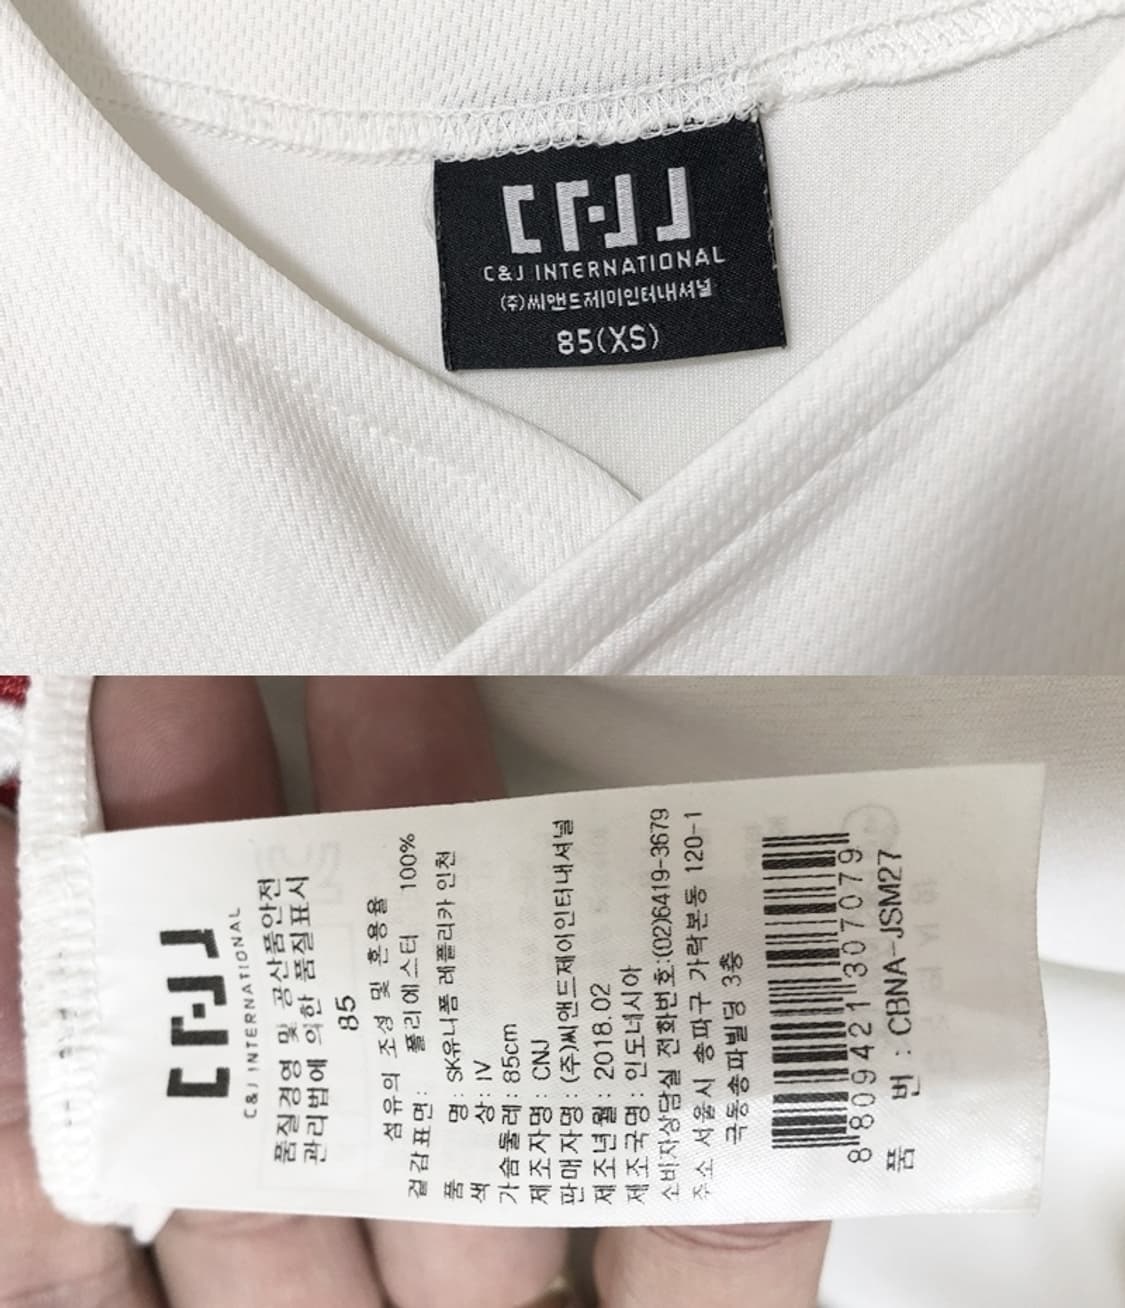 C&J INTERNATIONAL
(주)씨앤드제이인터내셔널
85(XS)
C&J INTERNATIONAL
품질경영 및 공산품안전
관리법에 의한 품질표시
85
섬유의 조성 및 혼용율
겉감표면: 폴리에스터 100%
품 명: SK유니폼 레플리카 인천
색 상: IV
가슴둘레: 85cm
제조자명: CNJ
판매자명: (주)씨앤드제이인터내셔널
제조년월: 2018.02
제조국명: 인도네시아
소비자상담실 전화번호:(02)6419-3679
주소 서울시 송파구 가락본동 120-1
극동송파빌딩 3층
8 809421 307079
품 번 : CBNA-JSM27